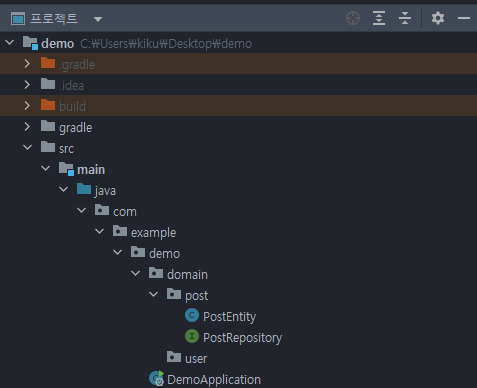 프로젝트
demo C:₩Users₩kiku₩Desktop₩demo
.gradle
.idea
build
gradle
src
main
java
com
example
demo
domain
post
C PostEntity
I PostRepository
user
DemoApplication